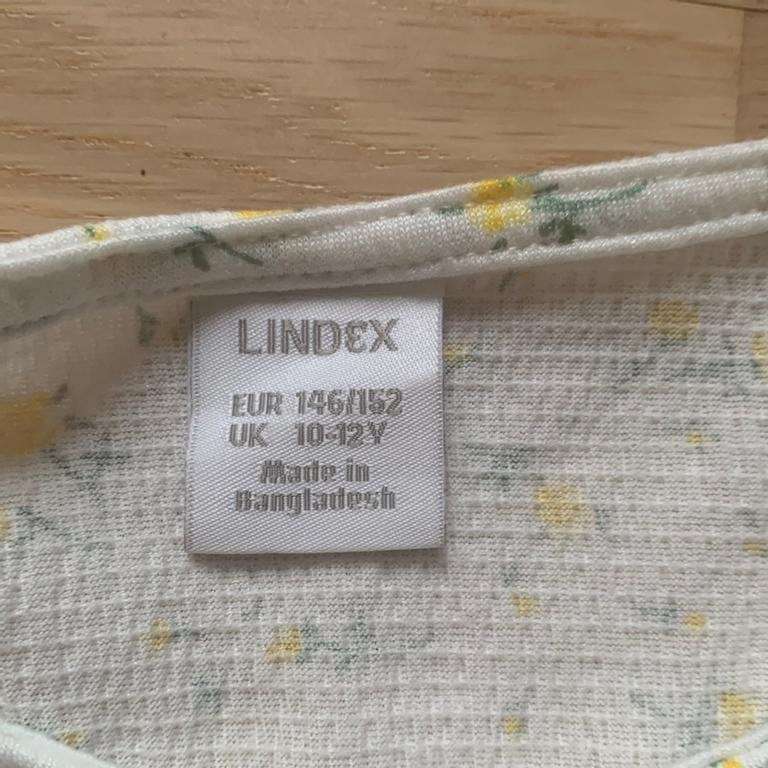 LINDEX
EUR 146/152
UK 10-12Y
Made in
Bangladesh